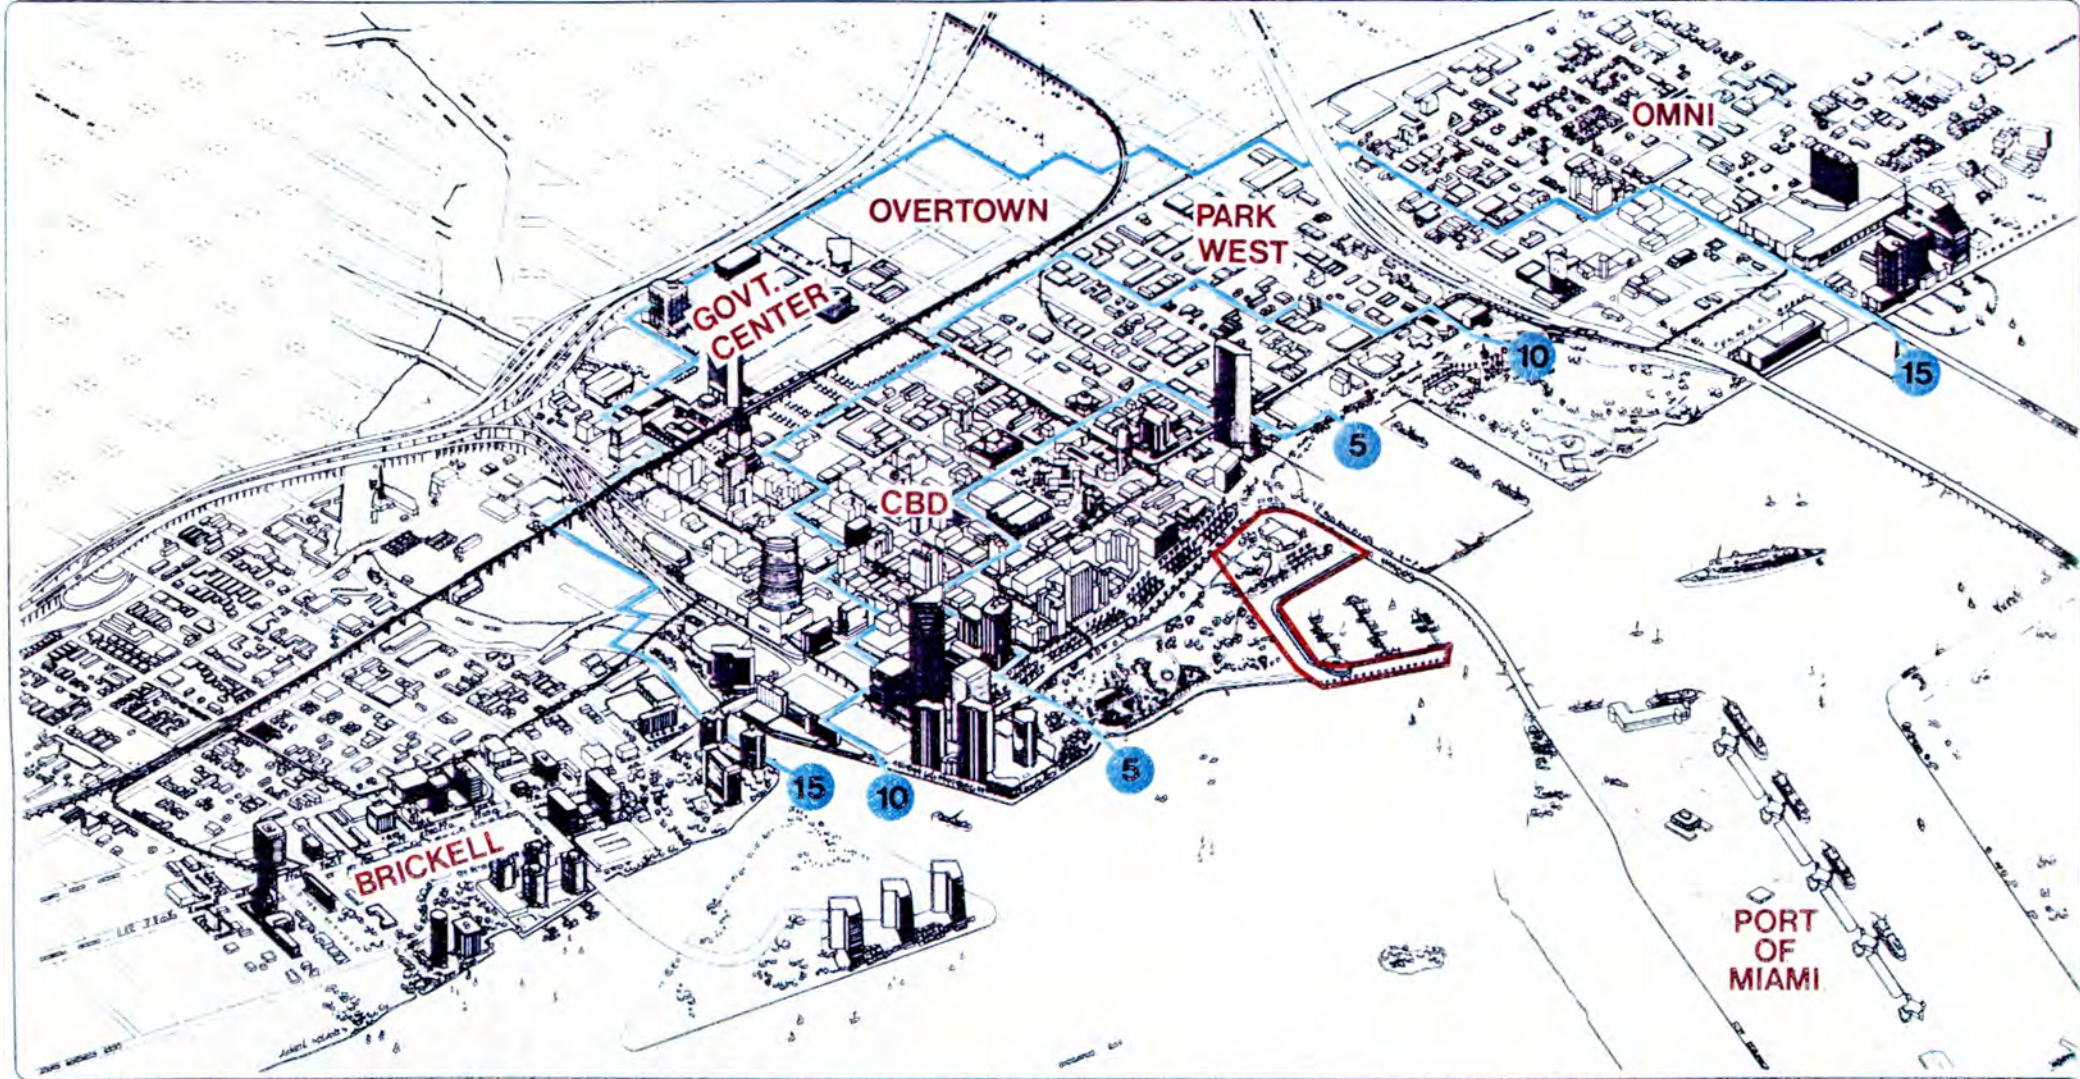 OMNI
OVERTOWN
PARK
WEST
GOVT.
CENTER
10
15
5
CBD
5
15
10
BRICKELL
PORT
OF
MIAMI